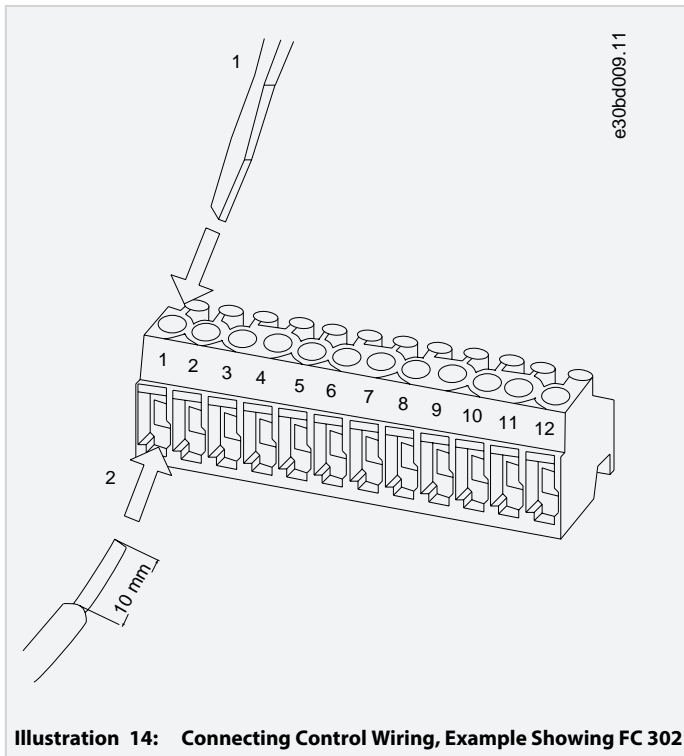 1
e30bd009.11
1 2 3 4 5 6 7 8 9 10 11 12
2
10 mm
Illustration 14: Connecting Control Wiring, Example Showing FC 302